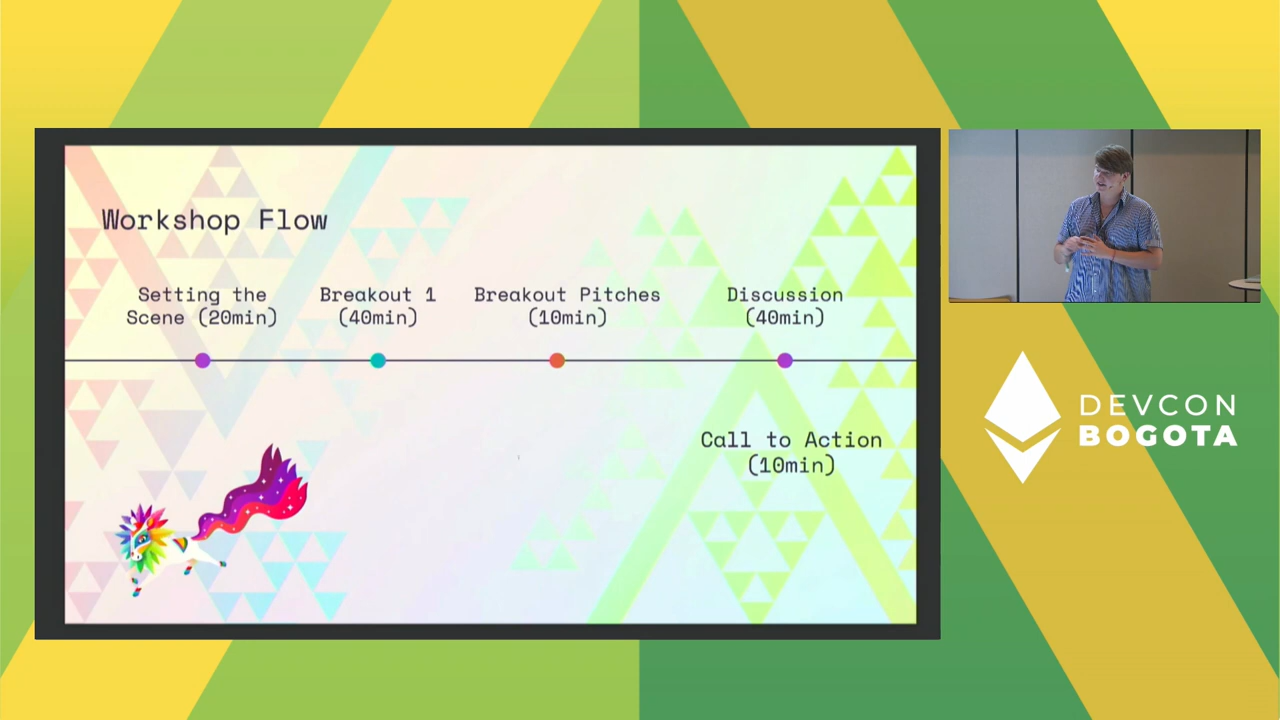 Workshop Flow
Setting the
Scene (20min)
Breakout 1
(40min)
Breakout Pitches
(10min)
Discussion
(40min)
Call to Action
(10min)
DEVCON
BOGOTA